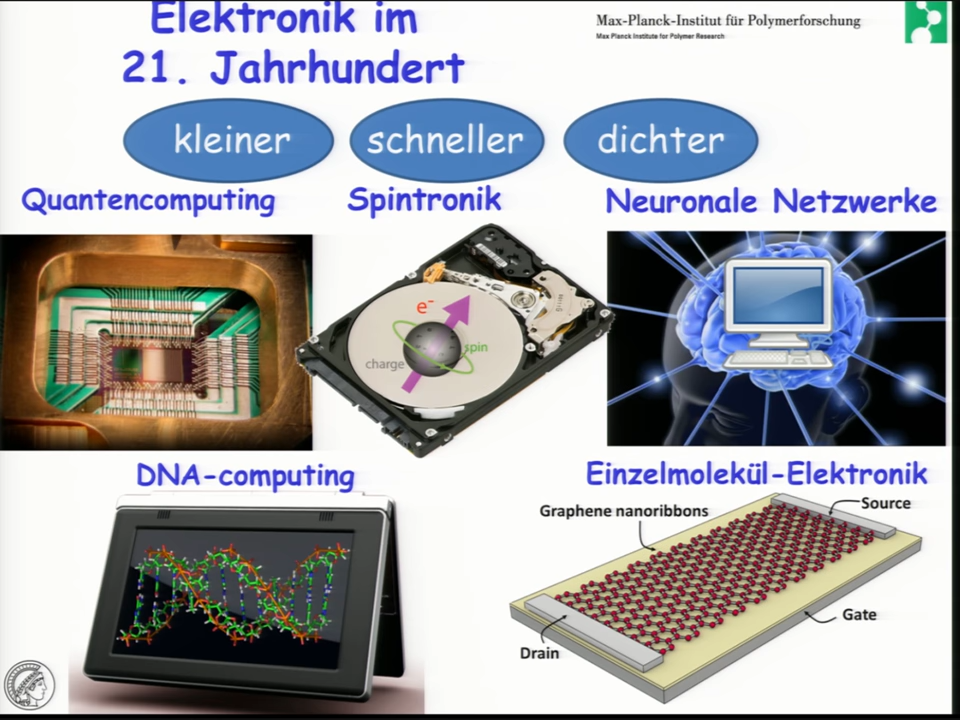 Elektronik im
21. Jahrhundert
Max-Planck-Institut für Polymerforschung
Max Planck Institute for Polymer Research
kleiner
schneller
dichter
Quantencomputing
Spintronik
Neuronale Netzwerke
e⁻
charge
spin
DNA-computing
Einzelmolekül-Elektronik
Graphene nanoribbons
Source
Drain
Gate